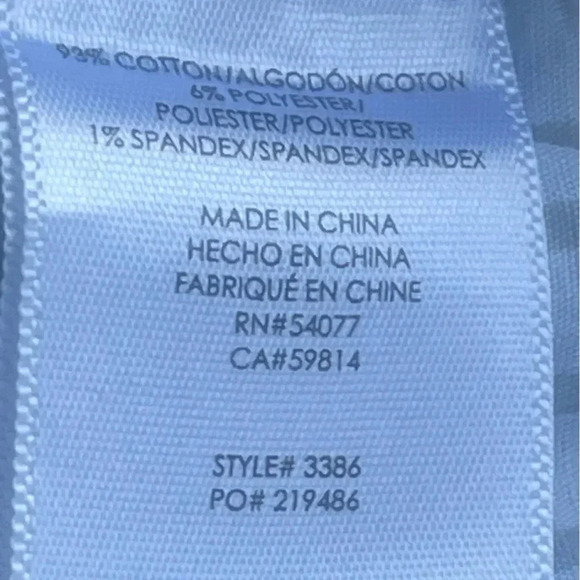 93% COTTON/ALGODÓN/COTON
6% POLYESTER/
POLIESTER/POLYESTER
1% SPANDEX/SPANDEX/SPANDEX
MADE IN CHINA
HECHO EN CHINA
FABRIQUÉ EN CHINE
RN#54077
CA#59814
STYLE# 3386
PO# 219486